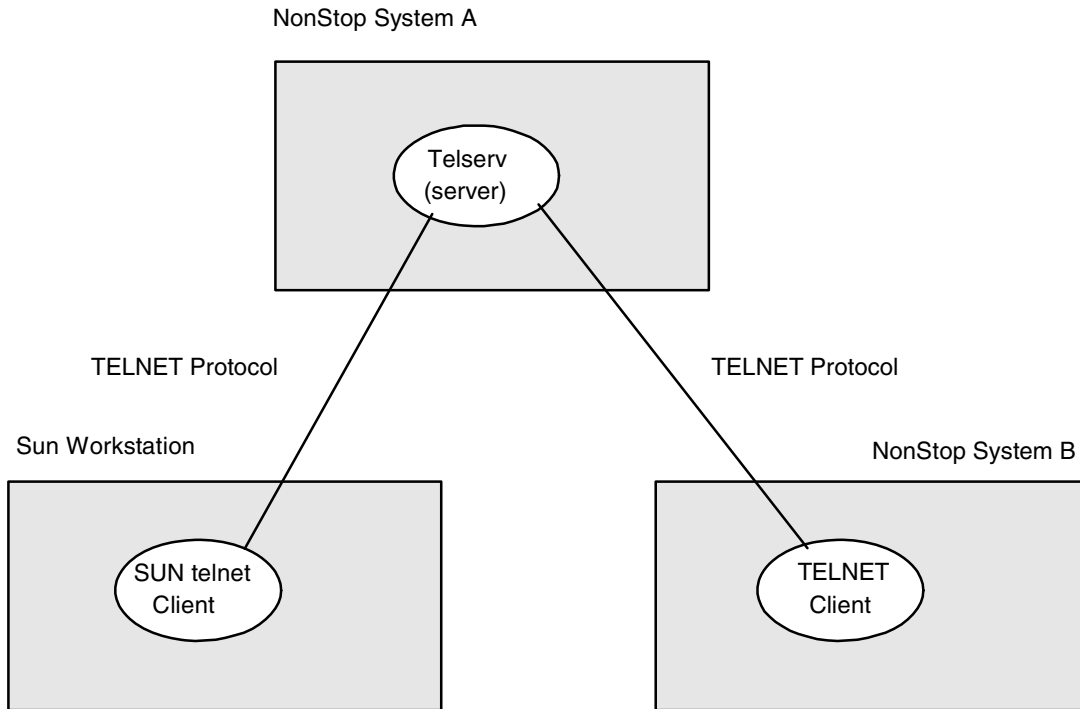 NonStop System A
Telserv
(server)
TELNET Protocol
TELNET Protocol
Sun Workstation
NonStop System B
SUN telnet
Client
TELNET
Client